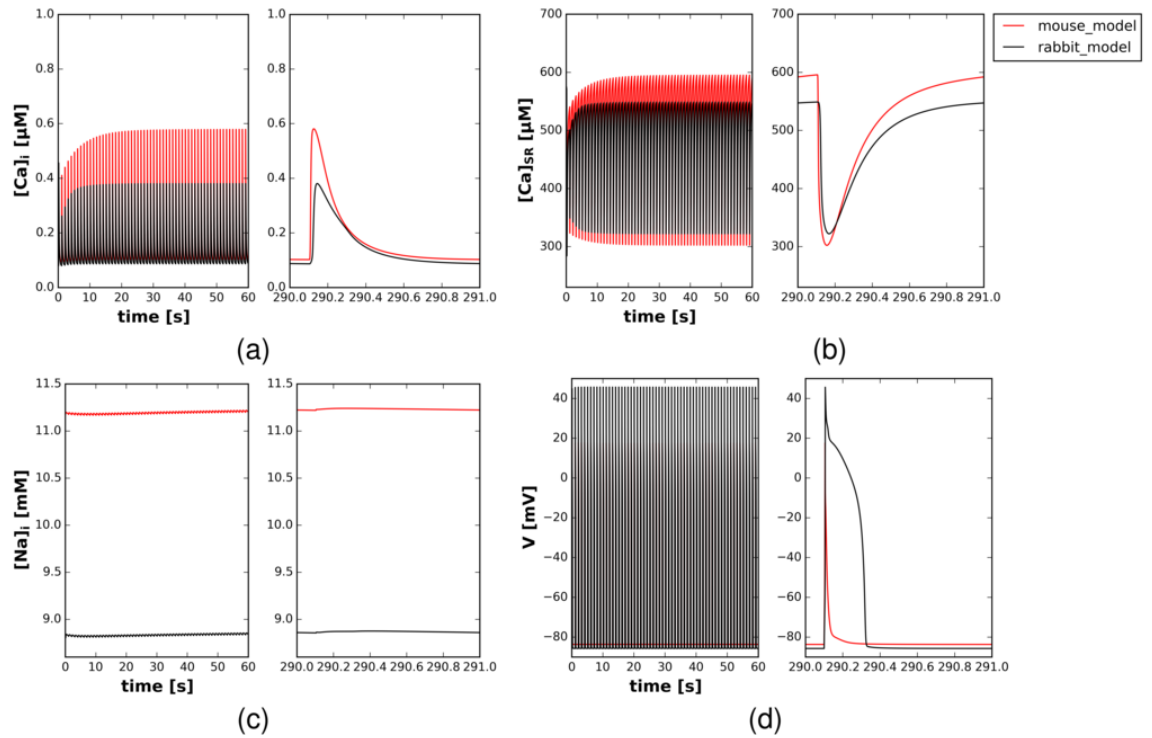 mouse_model
rabbit_model
[Ca]i [µM]
1.0
0.8
0.6
0.4
0.2
0.0
0 10 20 30 40 50 60
time [s]
1.0
0.8
0.6
0.4
0.2
0.0
290.0 290.2 290.4 290.6 290.8 291.0
(a)
[Ca]SR [µM]
700
600
500
400
300
0 10 20 30 40 50 60
time [s]
700
600
500
400
300
290.0 290.2 290.4 290.6 290.8 291.0
(b)
[Na]i [mM]
11.5
11.0
10.5
10.0
9.5
9.0
0 10 20 30 40 50 60
time [s]
11.5
11.0
10.5
10.0
9.5
9.0
290.0 290.2 290.4 290.6 290.8 291.0
(c)
V [mV]
40
20
0
−20
−40
−60
−80
0 10 20 30 40 50 60
time [s]
40
20
0
−20
−40
−60
−80
290.0 290.2 290.4 290.6 290.8 291.0
(d)